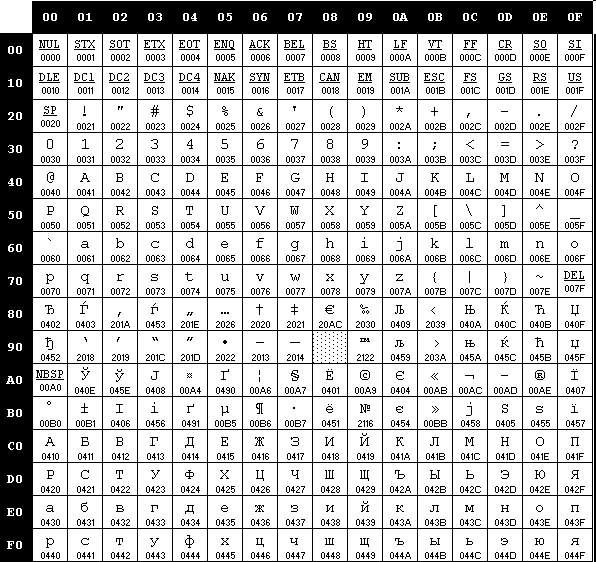 00 01 02 03 04 05 06 07 08 09 0A 0B 0C 0D 0E 0F
00 NUL STX SOT ETX EOT ENQ ACK BEL BS HT LF VT FF CR SO SI
0000 0001 0002 0003 0004 0005 0006 0007 0008 0009 000A 000B 000C 000D 000E 000F
10 DLE DC1 DC2 DC3 DC4 NAK SYN ETB CAN EM SUB ESC FS GS RS US
0010 0011 0012 0013 0014 0015 0016 0017 0018 0019 001A 001B 001C 001D 001E 001F
20 SP ! " # $ % & ' ( ) * + , - . /
0020 0021 0022 0023 0024 0025 0026 0027 0028 0029 002A 002B 002C 002D 002E 002F
30 0 1 2 3 4 5 6 7 8 9 : ; < = > ?
0030 0031 0032 0033 0034 0035 0036 0037 0038 0039 003A 003B 003C 003D 003E 003F
40 @ A B C D E F G H I J K L M N O
0040 0041 0042 0043 0044 0045 0046 0047 0048 0049 004A 004B 004C 004D 004E 004F
50 P Q R S T U V W X Y Z [ \ ] ^ _
0050 0051 0052 0053 0054 0055 0056 0057 0058 0059 005A 005B 005C 005D 005E 005F
60 ` a b c d e f g h i j k l m n o
0060 0061 0062 0063 0064 0065 0066 0067 0068 0069 006A 006B 006C 006D 006E 006F
70 p q r s t u v w x y z { | } ~ DEL
0070 0071 0072 0073 0074 0075 0076 0077 0078 0079 007A 007B 007C 007D 007E 007F
80 Ђ Ѓ ‚ ѓ „ … † ‡ € ‰ Љ ‹ Њ Ќ Ћ Џ
0402 0403 201A 0453 201E 2026 2020 2021 20AC 2030 0409 2039 040A 040C 040B 040F
90 ђ ‘ ’ “ ” • – — ™ љ › њ ќ ћ џ
0452 2018 2019 201C 201D 2022 2013 2014 2122 0459 203A 045A 045C 045B 045F
A0 NBSP Ў ў Ј ¤ Ґ ¦ § Ё © Є « ¬ - ® Ї
00A0 040E 045E 0408 00A4 0490 00A6 00A7 0401 00A9 0404 00AB 00AC 00AD 00AE 0407
B0 ° ± І і ґ µ ¶ · ё № є » ј Ѕ ѕ ї
00B0 00B1 0406 0456 0491 00B5 00B6 00B7 0451 2116 0454 00BB 0458 0405 0455 0457
C0 А Б В Г Д Е Ж З И Й К Л М Н О П
0410 0411 0412 0413 0414 0415 0416 0417 0418 0419 041A 041B 041C 041D 041E 041F
D0 Р С Т У Ф Х Ц Ч Ш Щ Ъ Ы Ь Э Ю Я
0420 0421 0422 0423 0424 0425 0426 0427 0428 0429 042A 042B 042C 042D 042E 042F
E0 а б в г д е ж з и й к л м н о п
0430 0431 0432 0433 0434 0435 0436 0437 0438 0439 043A 043B 043C 043D 043E 043F
F0 р с т у ф х ц ч ш щ ъ ы ь э ю я
0440 0441 0442 0443 0444 0445 0446 0447 0448 0449 044A 044B 044C 044D 044E 044F